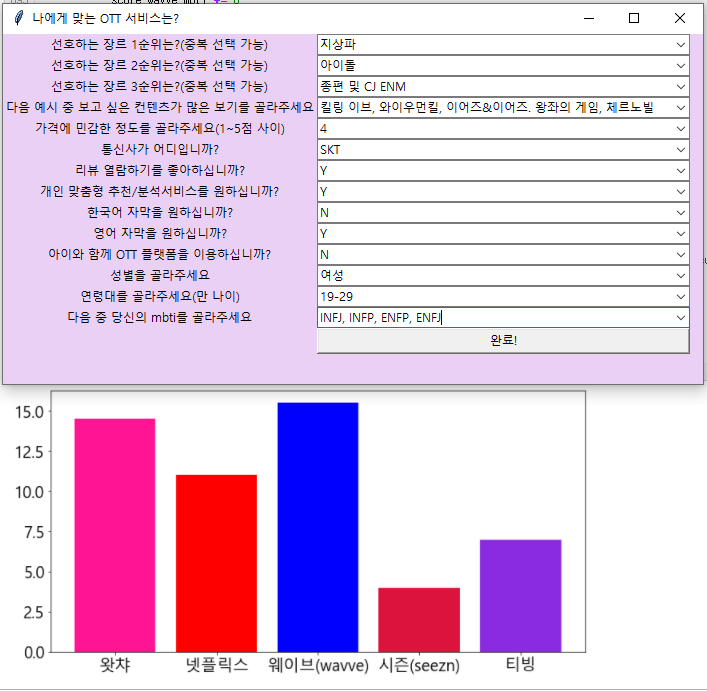 score_wavve_mbti += 6
나에게 맞는 OTT 서비스는?
선호하는 장르 1순위는?(중복 선택 가능) 지상파
선호하는 장르 2순위는?(중복 선택 가능) 아이돌
선호하는 장르 3순위는?(중복 선택 가능) 종편 및 CJ ENM
다음 예시 중 보고 싶은 컨텐츠가 많은 보기를 골라주세요 킬링 이브, 와이우먼킬, 이어즈&이어즈. 왕좌의 게임, 체르노빌
가격에 민감한 정도를 골라주세요(1~5점 사이) 4
통신사가 어디입니까? SKT
리뷰 열람하기를 좋아하십니까? Y
개인 맞춤형 추천/분석서비스를 원하십니까? Y
한국어 자막을 원하십니까? N
영어 자막을 원하십니까? Y
아이와 함께 OTT 플랫폼을 이용하십니까? N
성별을 골라주세요 여성
연령대를 골라주세요(만 나이) 19-29
다음 중 당신의 mbti를 골라주세요 INFJ, INFP, ENFP, ENFJ
완료!
15.0
12.5
10.0
7.5
5.0
2.5
0.0
왓챠 넷플릭스 웨이브(wavve) 시즌(seezn) 티빙